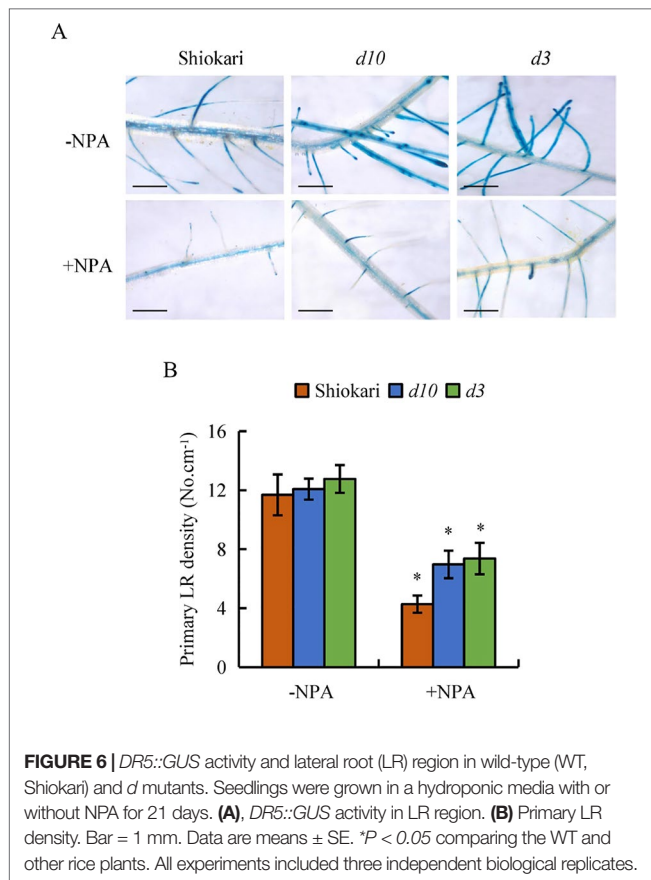 A
Shiokari d10 d3
-NPA
+NPA
B
Shiokari d10 d3
Primary LR density (No.cm-1)
16
12
8
4
0
* * *
-NPA +NPA
FIGURE 6 | DR5::GUS activity and lateral root (LR) region in wild-type (WT,
Shiokari) and d mutants. Seedlings were grown in a hydroponic media with or
without NPA for 21 days. (A), DR5::GUS activity in LR region. (B) Primary LR
density. Bar = 1 mm. Data are means ± SE. *P < 0.05 comparing the WT and
other rice plants. All experiments included three independent biological replicates.